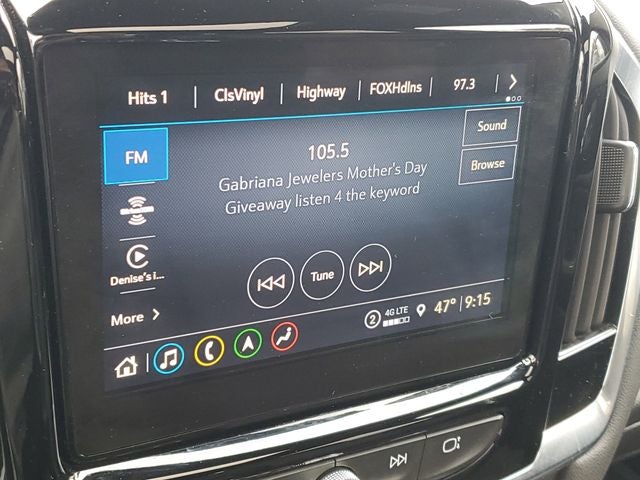 Hits 1 ClsVinyl Highway FOXHdlns 97.3
FM
105.5
Gabriana Jewelers Mother's Day
Giveaway listen 4 the keyword
Sound
Browse
Denise's i...
More
Tune
2 4G LTE 47° 9:15